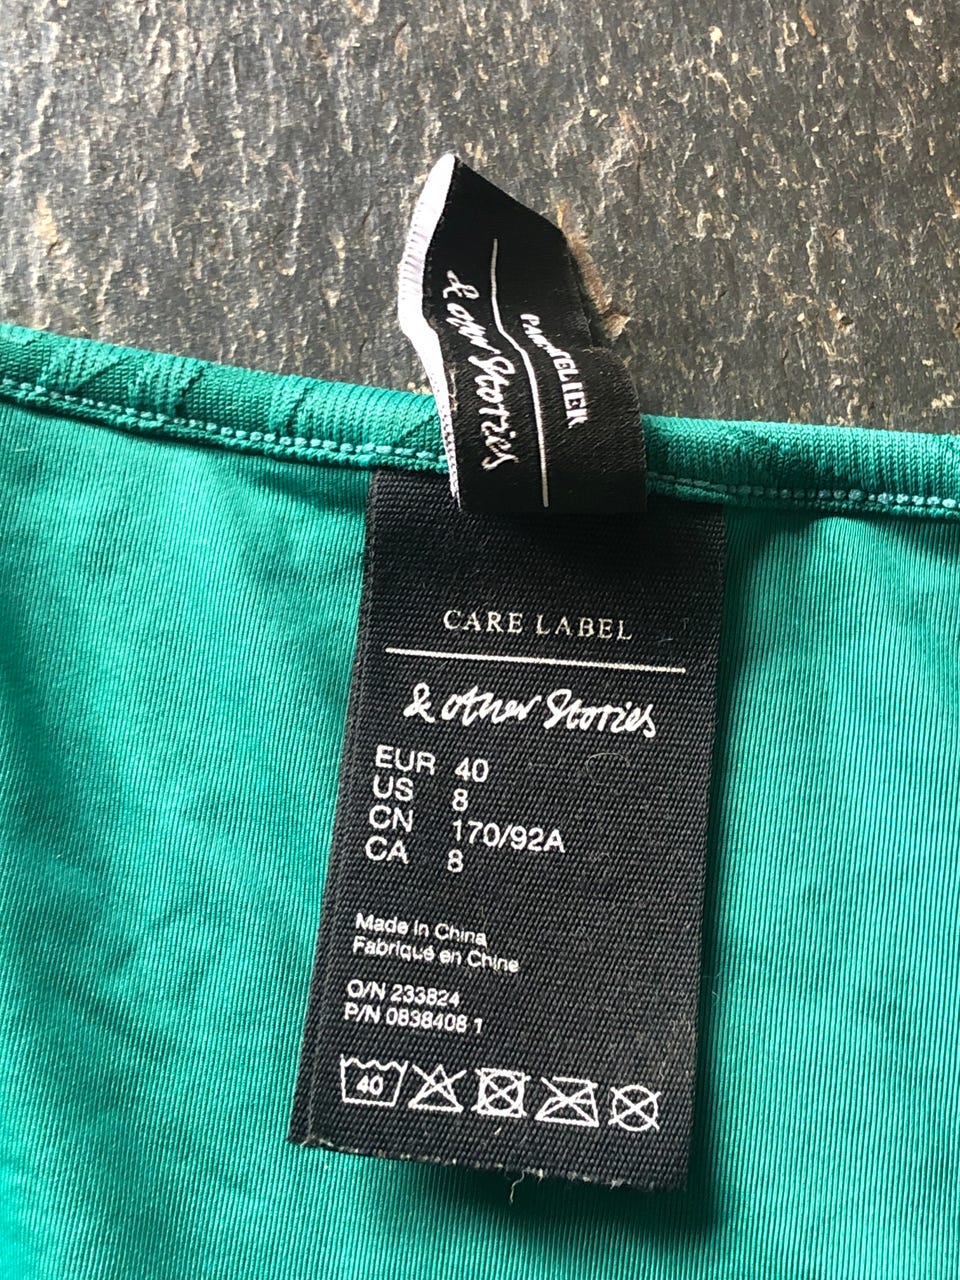 PARATELIER
& other Stories
CARE LABEL
& other Stories
EUR 40
US 8
CN 170/92A
CA 8
Made in China
Fabriqué en Chine
O/N 233824
P/N 0838408 1
40